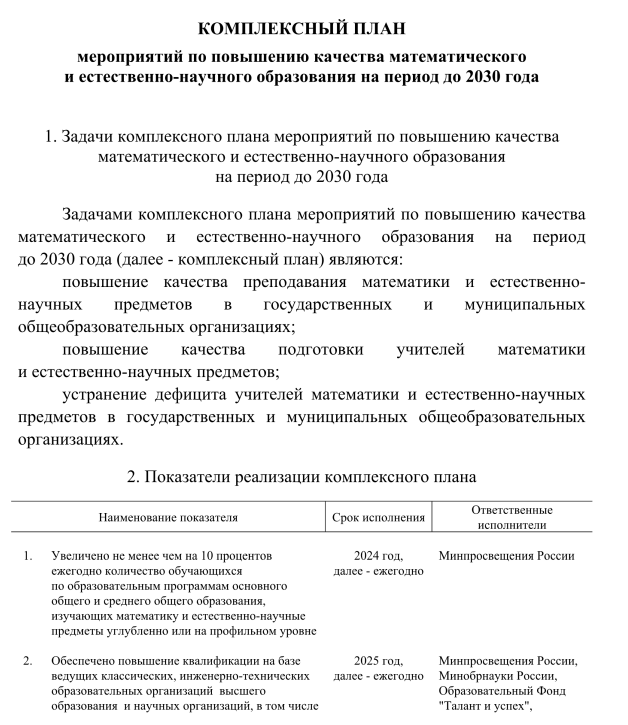 КОМПЛЕКСНЫЙ ПЛАН
мероприятий по повышению качества математического
и естественно-научного образования на период до 2030 года
1. Задачи комплексного плана мероприятий по повышению качества
математического и естественно-научного образования
на период до 2030 года
Задачами комплексного плана мероприятий по повышению качества
математического и естественно-научного образования на период
до 2030 года (далее - комплексный план) являются:
повышение качества преподавания математики и естественно-
научных предметов в государственных и муниципальных
общеобразовательных организациях;
повышение качества подготовки учителей математики
и естественно-научных предметов;
устранение дефицита учителей математики и естественно-научных
предметов в государственных и муниципальных общеобразовательных
организациях.
2. Показатели реализации комплексного плана
Наименование показателя
Срок исполнения
Ответственные
исполнители
1. Увеличено не менее чем на 10 процентов
ежегодно количество обучающихся
по образовательным программам основного
общего и среднего общего образования,
изучающих математику и естественно-научные
предметы углубленно или на профильном уровне
2024 год,
далее - ежегодно
Минпросвещения России
2. Обеспечено повышение квалификации на базе
ведущих классических, инженерно-технических
образовательных организаций высшего
образования и научных организаций, в том числе
2025 год,
далее - ежегодно
Минпросвещения России,
Минобрнауки России,
Образовательный Фонд
"Талант и успех",